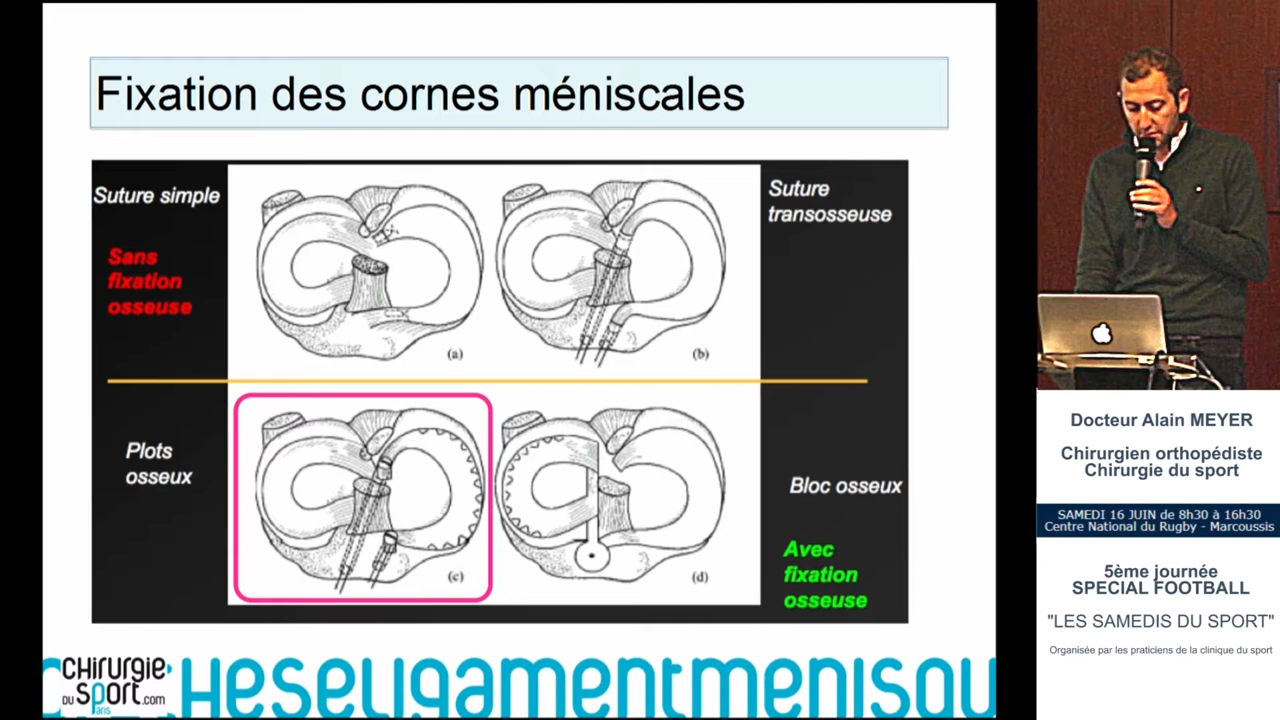 Fixation des cornes méniscales
Suture simple
Sans
fixation
osseuse
(a)
(b)
Suture
transosseuse
Plots
osseux
(c)
(d)
Bloc osseux
Avec
fixation
osseuse
CHirURGiE
DU SPORT.com
Paris
HESELIGAMENTMENISQU
Docteur Alain MEYER
Chirurgien orthopédiste
Chirurgie du sport
SAMEDI 16 JUIN de 8h30 à 16h30
Centre National du Rugby - Marcoussis
5ème journée
SPECIAL FOOTBALL
"LES SAMEDIS DU SPORT"
Organisée par les praticiens de la clinique du sport